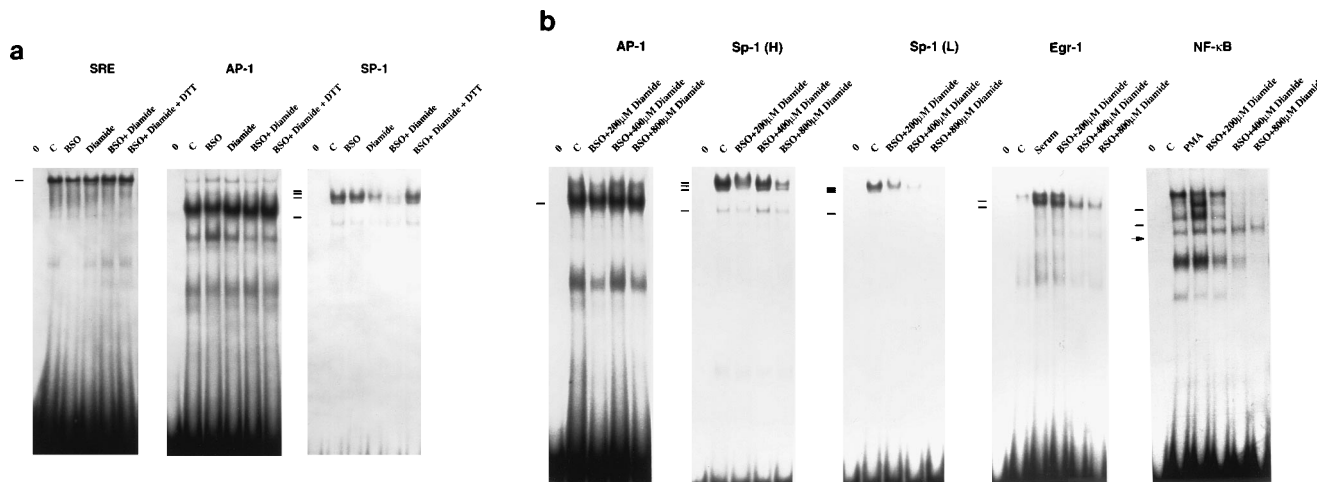 a
SRE
0
C
BSO
Diamide
BSO+ Diamide
BSO+ Diamide + DTT
AP-1
0
C
BSO
Diamide
BSO+ Diamide
BSO+ Diamide + DTT
SP-1
0
C
BSO
Diamide
BSO+ Diamide
BSO+ Diamide + DTT
b
AP-1
0
C
BSO+200μM Diamide
BSO+400μM Diamide
BSO+800μM Diamide
Sp-1 (H)
0
C
BSO+200μM Diamide
BSO+400μM Diamide
BSO+800μM Diamide
Sp-1 (L)
0
C
BSO+200μM Diamide
BSO+400μM Diamide
BSO+800μM Diamide
Egr-1
0
C
Serum
BSO+200μM Diamide
BSO+400μM Diamide
BSO+800μM Diamide
NF-κB
0
C
PMA
BSO+200μM Diamide
BSO+400μM Diamide
BSO+800μM Diamide